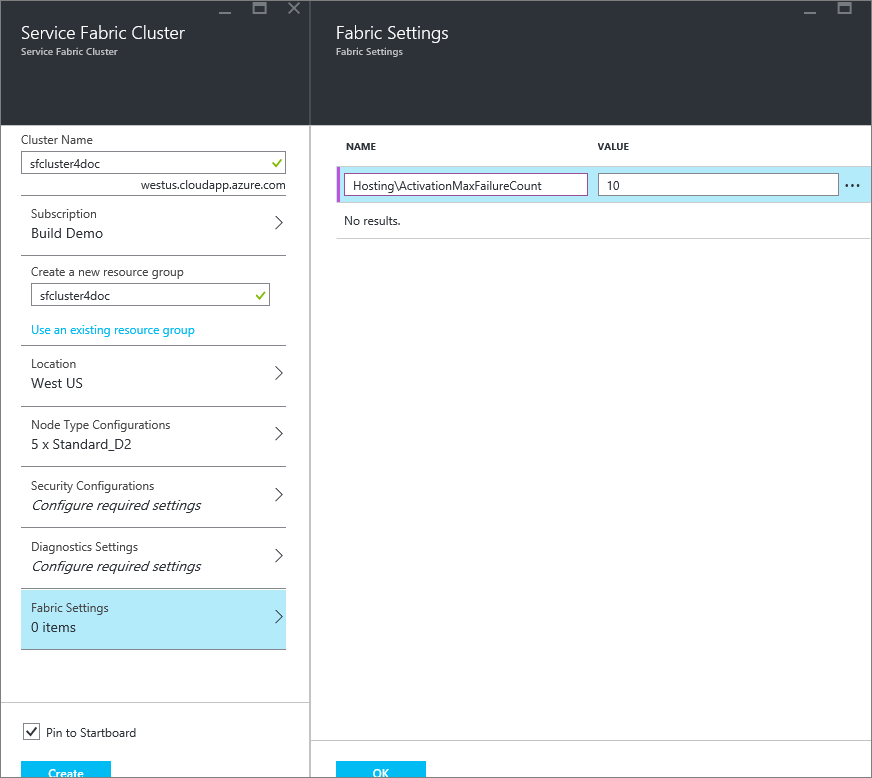 Service Fabric Cluster
Service Fabric Cluster
Cluster Name
sfcluster4doc
westus.cloudapp.azure.com
Subscription
Build Demo
Create a new resource group
sfcluster4doc
Use an existing resource group
Location
West US
Node Type Configurations
5 x Standard_D2
Security Configurations
Configure required settings
Diagnostics Settings
Configure required settings
Fabric Settings
0 items
Pin to Startboard
Create
Fabric Settings
Fabric Settings
NAME VALUE
Hosting\ActivationMaxFailureCount 10
No results.
OK